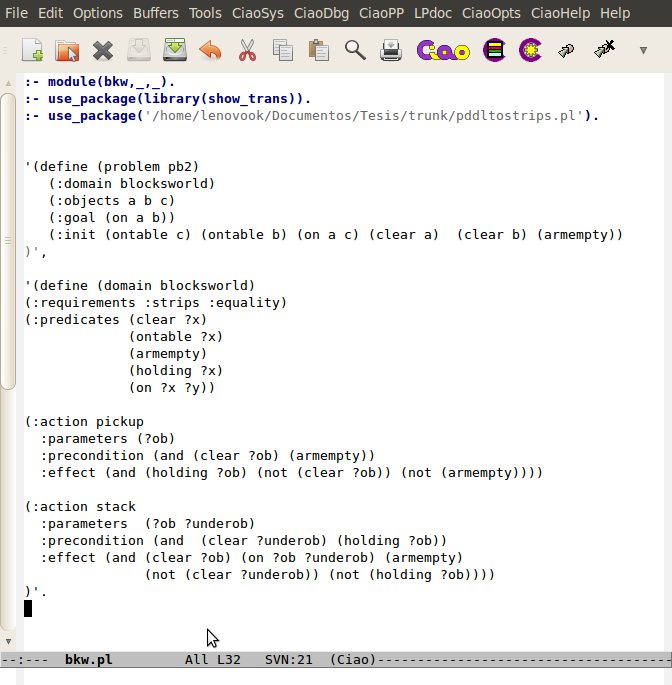 File Edit Options Buffers Tools CiaoSys CiaoDbg CiaoPP LPdoc CiaoOpts CiaoHelp Help
Ciao
:- module(bkw,_,_).
:- use_package(library(show_trans)).
:- use_package('/home/lenovook/Documentos/Tesis/trunk/pddltostrips.pl').
'(define (problem pb2)
(:domain blocksworld)
(:objects a b c)
(:goal (on a b))
(:init (ontable c) (ontable b) (on a c) (clear a)  (clear b) (armempty))
)',
'(define (domain blocksworld)
(:requirements :strips :equality)
(:predicates (clear ?x)
(ontable ?x)
(armempty)
(holding ?x)
(on ?x ?y))
(:action pickup
:parameters (?ob)
:precondition (and (clear ?ob) (armempty))
:effect (and (holding ?ob) (not (clear ?ob)) (not (armempty))))
(:action stack
:parameters  (?ob ?underob)
:precondition (and  (clear ?underob) (holding ?ob))
:effect (and (clear ?ob) (on ?ob ?underob) (armempty)
(not (clear ?underob)) (not (holding ?ob))))
)'.
--:---  bkw.pl         All L32   SVN:21  (Ciao)------------------------------------